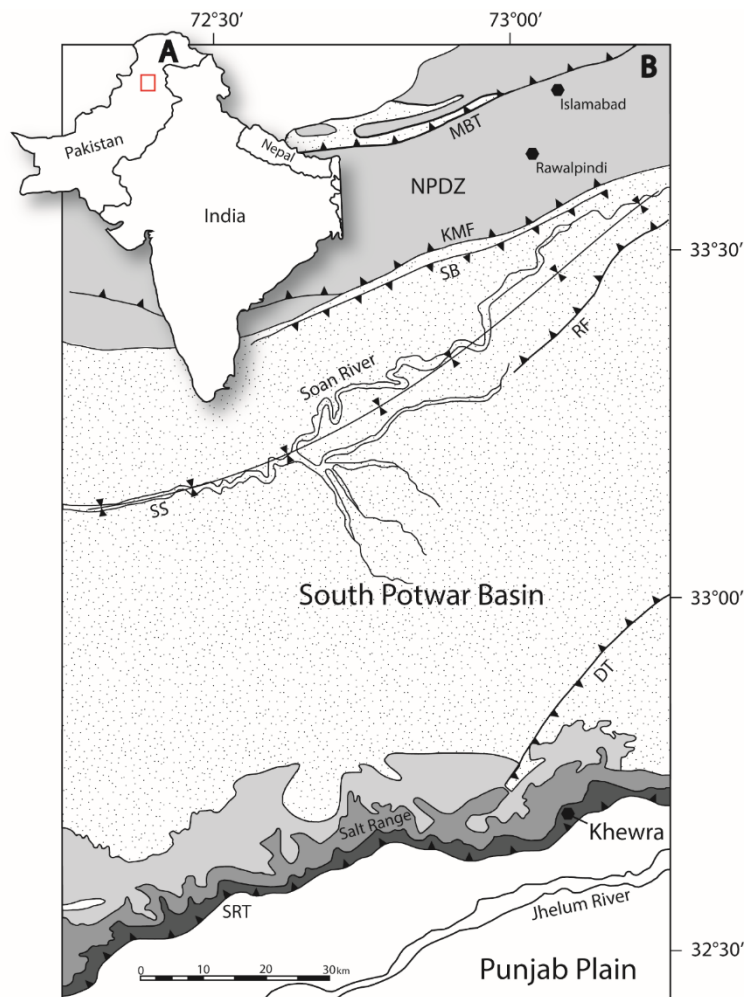 72°30’
73°00’
A
B
Pakistan
Nepal
India
Islamabad
MBT
Rawalpindi
NPDZ
KMF
SB
33°30’
RF
Soan River
SS
South Potwar Basin
33°00’
DT
Salt Range
Khewra
SRT
Jhelum River
32°30’
Punjab Plain
0 10 20 30km